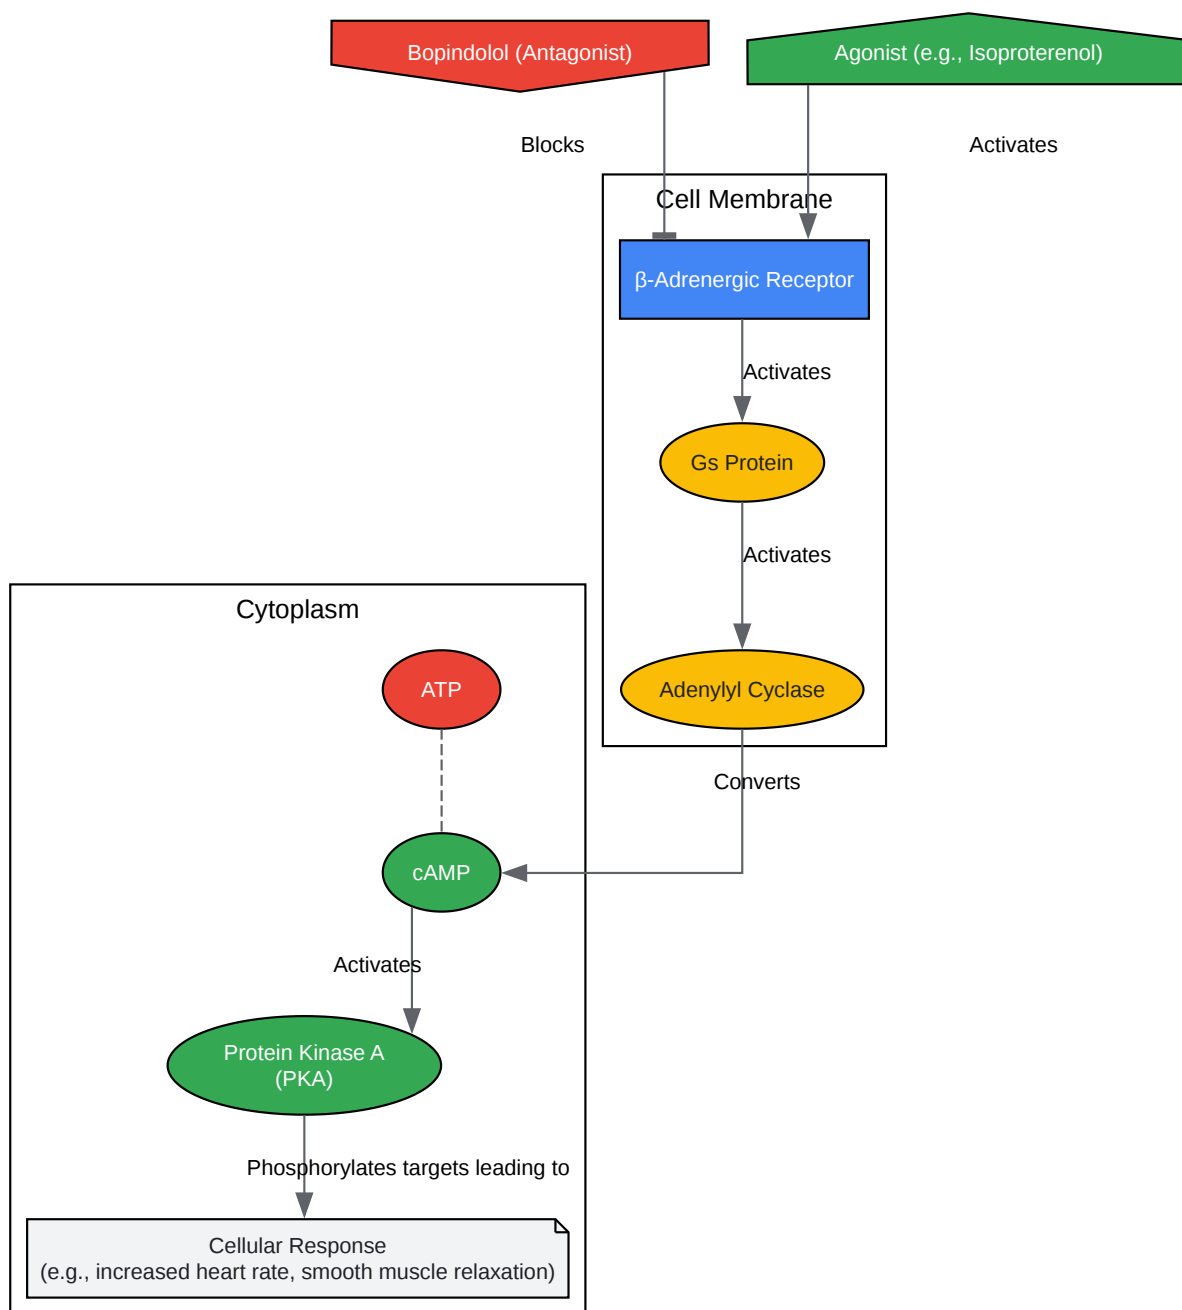 Bopindolol (Antagonist)
Agonist (e.g., Isoproterenol)
Blocks
Activates
Cell Membrane
β-Adrenergic Receptor
Activates
Gs Protein
Activates
Adenylyl Cyclase
Converts
Cytoplasm
ATP
cAMP
Activates
Protein Kinase A
(PKA)
Phosphorylates targets leading to
Cellular Response
(e.g., increased heart rate, smooth muscle relaxation)